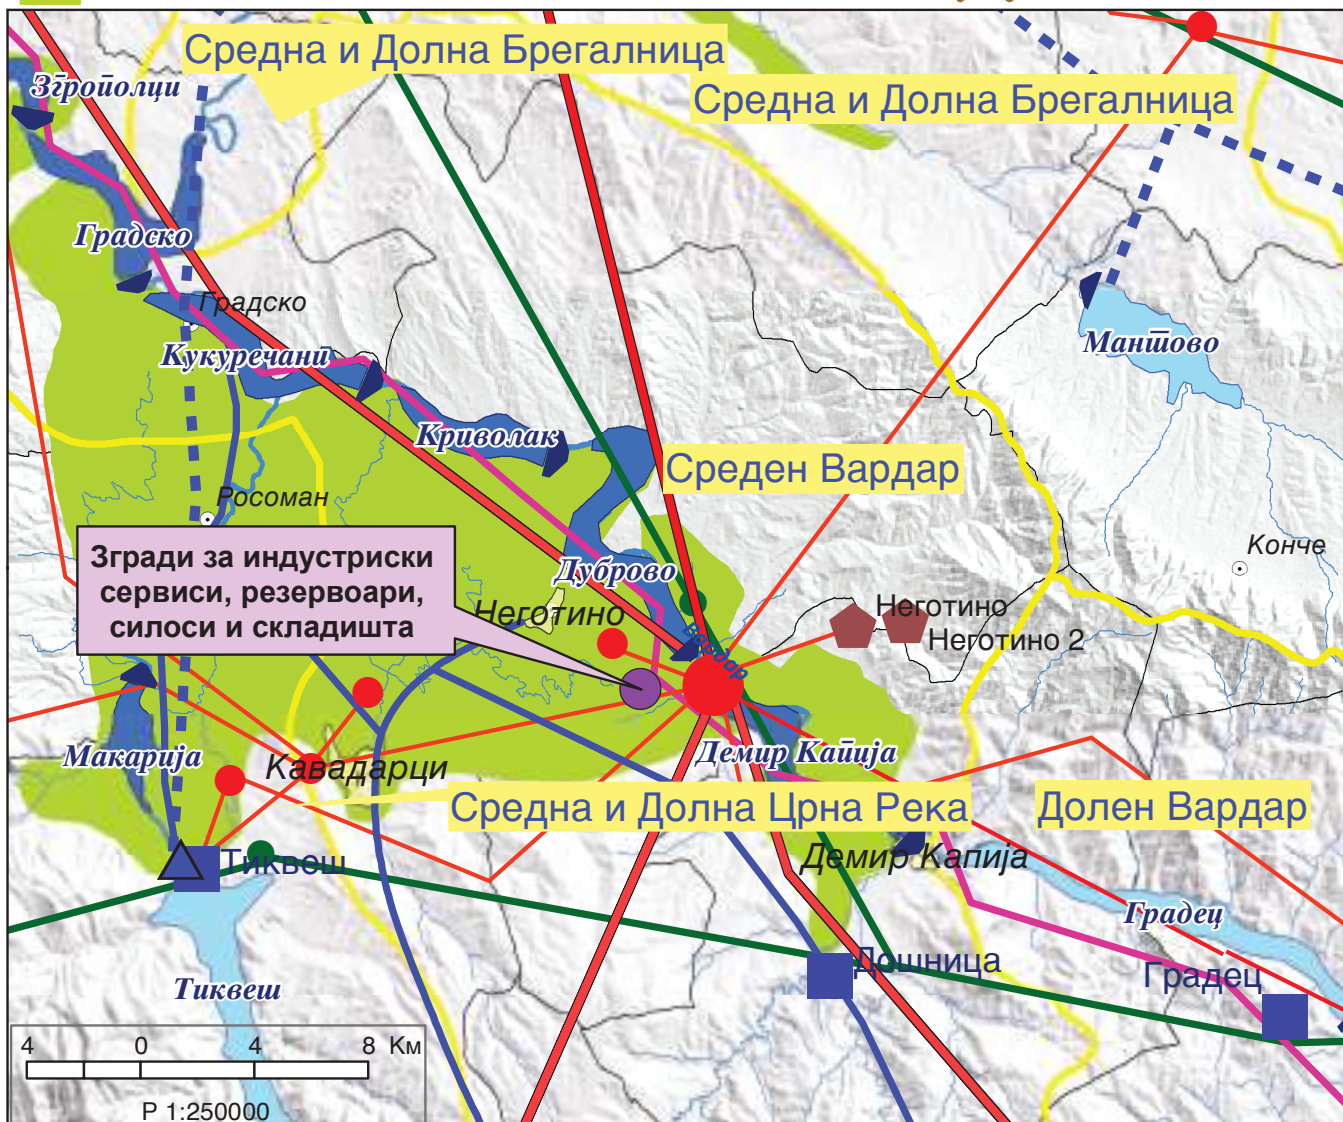 Средна и Долна Брегалница
Згрополци
Средна и Долна Брегалница
Градско
Градско
Мантово
Кукуречани
Криволак
Среден Вардар
Росоман
Конче
Згради за индустриски
сервиси, резервоари,
силоси и складишта
Дуброво
Неготино
Неготино
Неготино 2
Вардар
Макарија
Кавадарци
Демир Капија
Средна и Долна Црна Река
Долен Вардар
Тиквеш
Демир Капија
Градец
Дошница
Градец
Тиквеш
4 0 4 8 Км
Р 1:250000